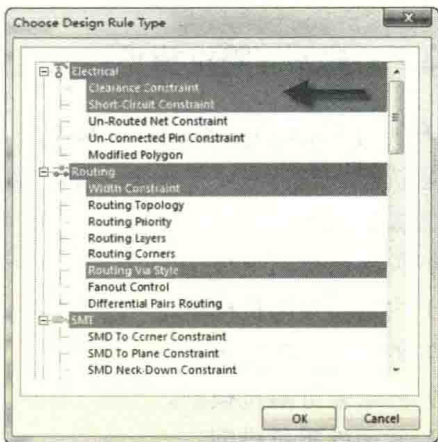 Choose Design Rule Type
Electrical
Clearance Constraint
Short-Circuit Constraint
Un-Routed Net Constraint
Un-Connected Pin Constraint
Modified Polygon
Routing
Width Constraint
Routing Topology
Routing Priority
Routing Layers
Routing Corners
Routing Via Style
Fanout Control
Differential Pairs Routing
SMT
SMD To Corner Constraint
SMD To Plane Constraint
SMD Neck-Down Constraint
OK Cancel